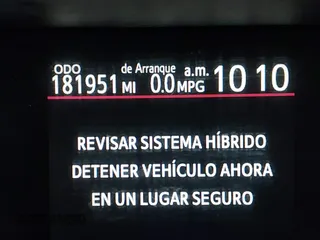 ODO de Arranque a.m. 10 10
181951 MI 0.0 MPG
REVISAR SISTEMA HÍBRIDO
DETENER VEHÍCULO AHORA
EN UN LUGAR SEGURO